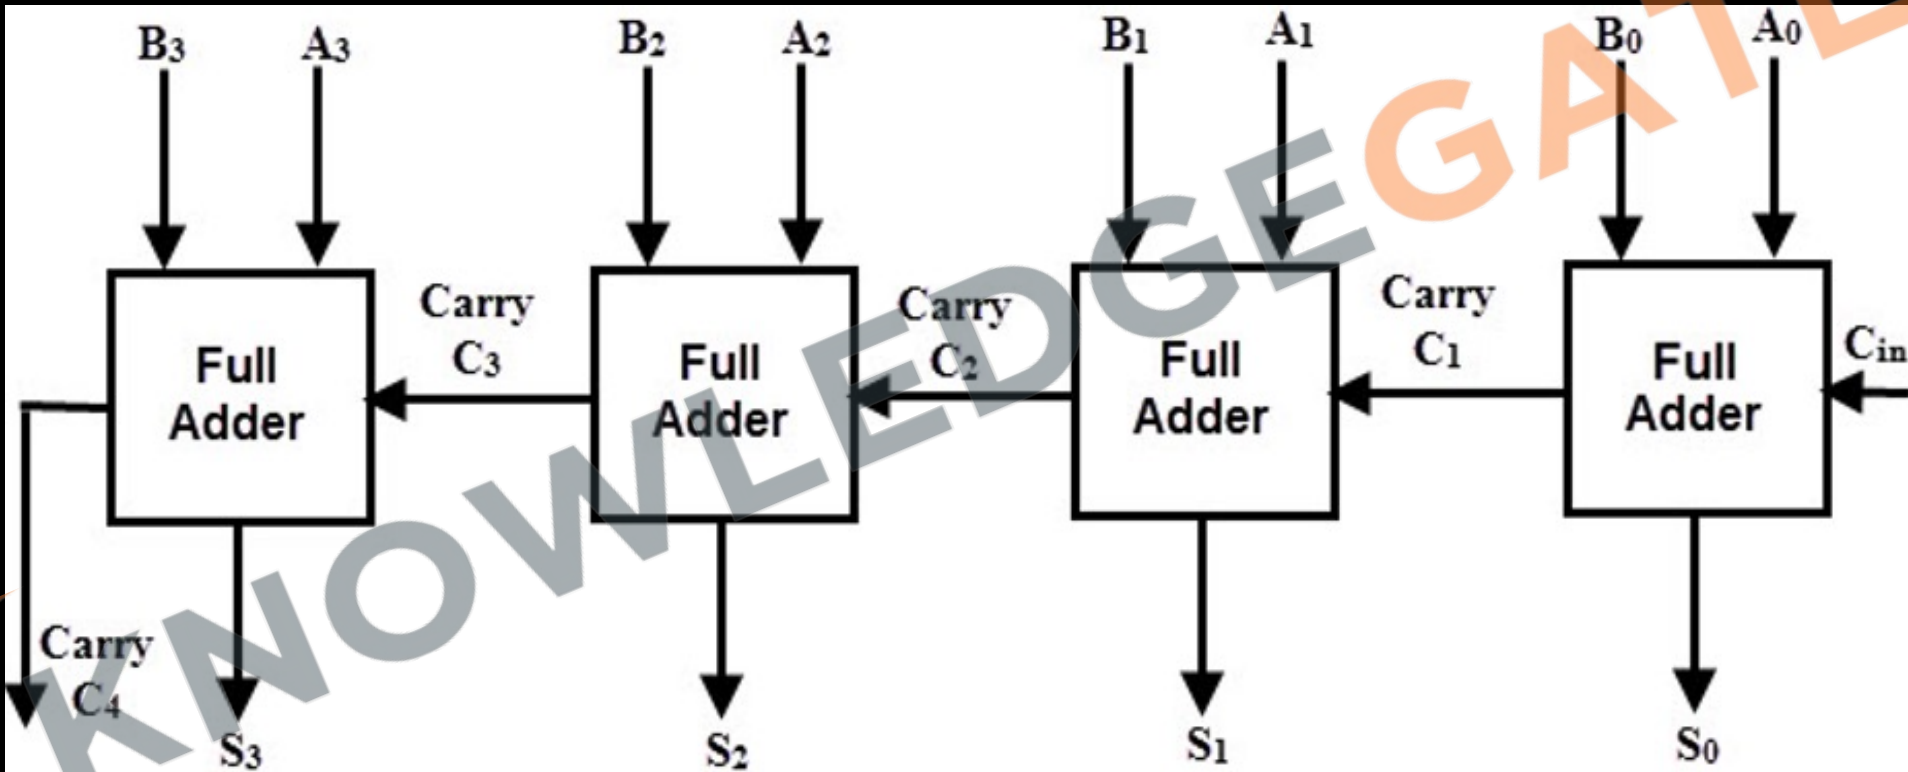 B3 A3 B2 A2 B1 A1 B0 A0
Carry Carry Carry
C3 C2 C1 Cin
Full Full Full Full
Adder Adder Adder Adder
Carry
C4
S3 S2 S1 S0
KNOWLEDGEGATE